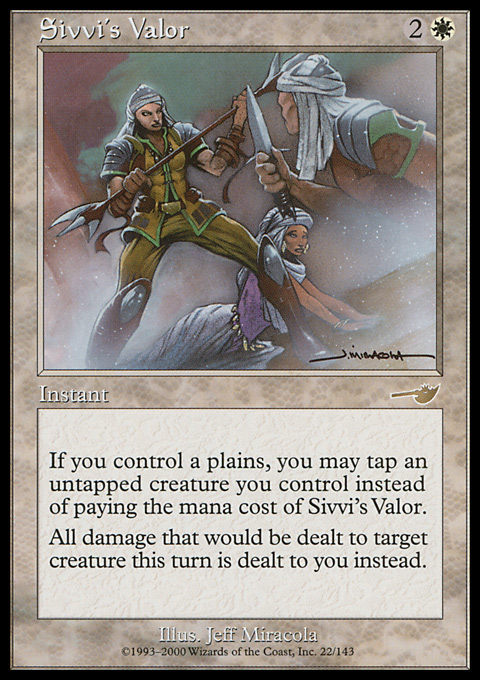 Sivvi's Valor 2
J. MIRACOLA
Instant
If you control a plains, you may tap an
untapped creature you control instead
of paying the mana cost of Sivvi's Valor.
All damage that would be dealt to target
creature this turn is dealt to you instead.
Illus. Jeff Miracola
©1993–2000 Wizards of the Coast, Inc. 22/143